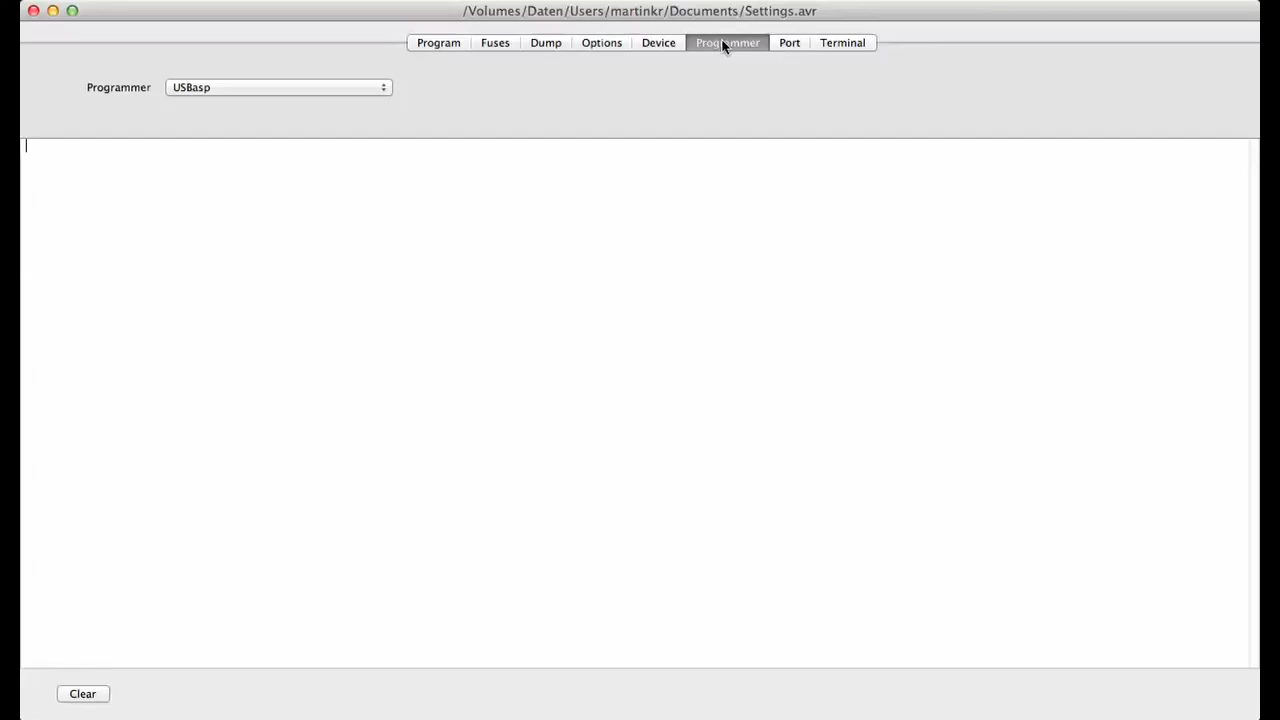 /Volumes/Daten/Users/martinkr/Documents/Settings.avr
Program Fuses Dump Options Device Programmer Port Terminal
Programmer USBasp
Clear